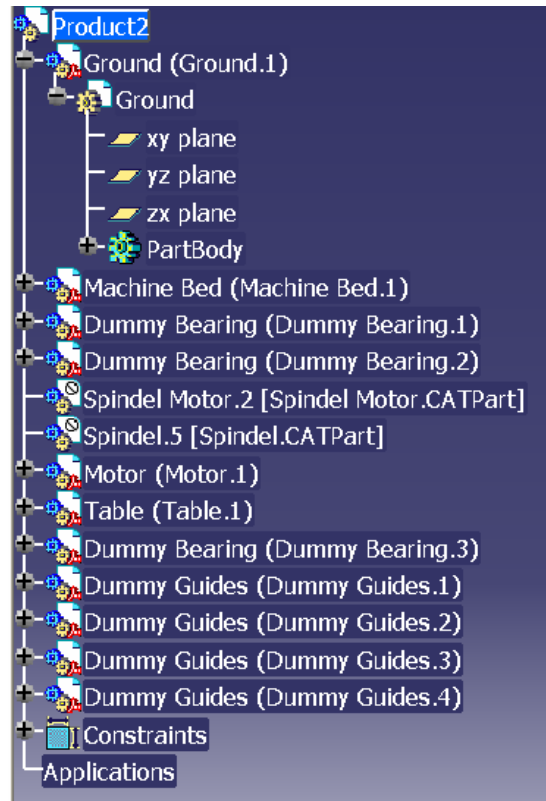 Product2
Ground (Ground.1)
Ground
xy plane
yz plane
zx plane
PartBody
Machine Bed (Machine Bed.1)
Dummy Bearing (Dummy Bearing.1)
Dummy Bearing (Dummy Bearing.2)
Spindel Motor.2 [Spindel Motor.CATPart]
Spindel.5 [Spindel.CATPart]
Motor (Motor.1)
Table (Table.1)
Dummy Bearing (Dummy Bearing.3)
Dummy Guides (Dummy Guides.1)
Dummy Guides (Dummy Guides.2)
Dummy Guides (Dummy Guides.3)
Dummy Guides (Dummy Guides.4)
Constraints
Applications